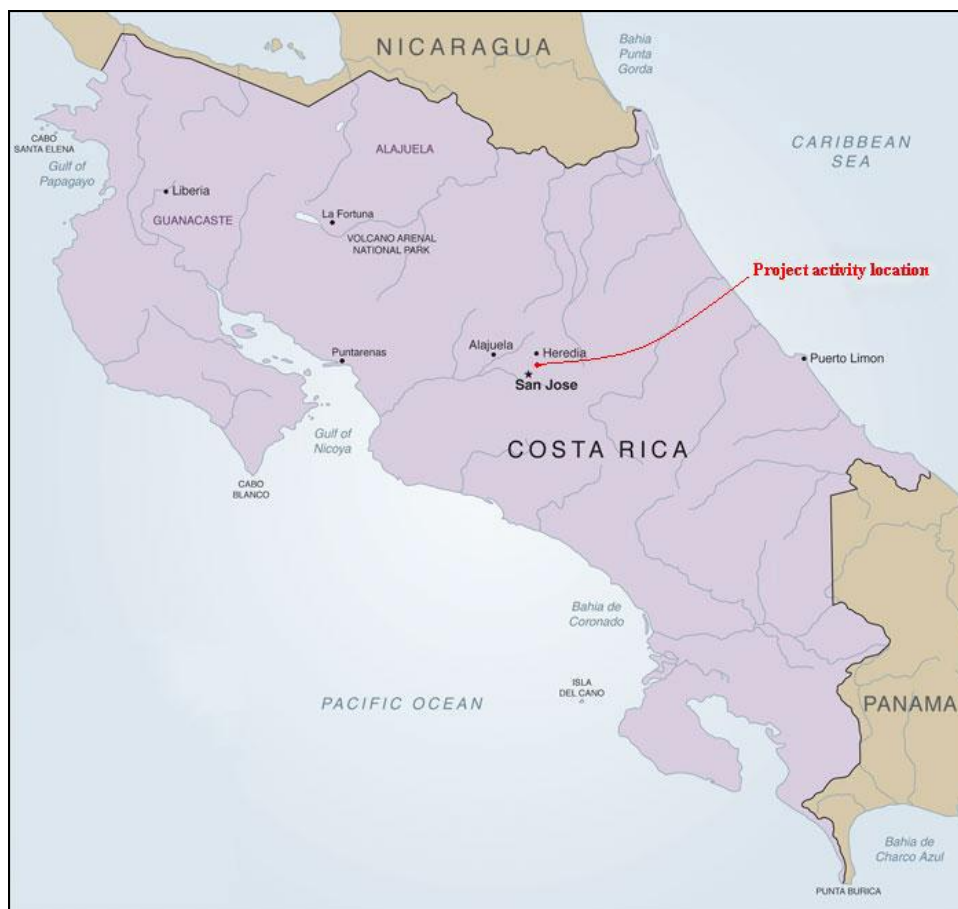 NICARAGUA
Bahia
Punta
Gorda
CARIBBEAN
SEA
CABO
SANTA ELENA
Gulf of
Papagayo
ALAJUELA
Liberia
GUANACASTE
La Fortuna
VOLCANO ARENAL
NATIONAL PARK
Project activity location
Puntarenas
Alajuela
Heredia
San Jose
Puerto Limon
Gulf of
Nicoya
COSTA RICA
CABO
BLANCO
Bahia de
Coronado
ISLA
DEL CANO
PACIFIC OCEAN
PANAMA
Bahia de
Charco Azul
PUNTA BURICA